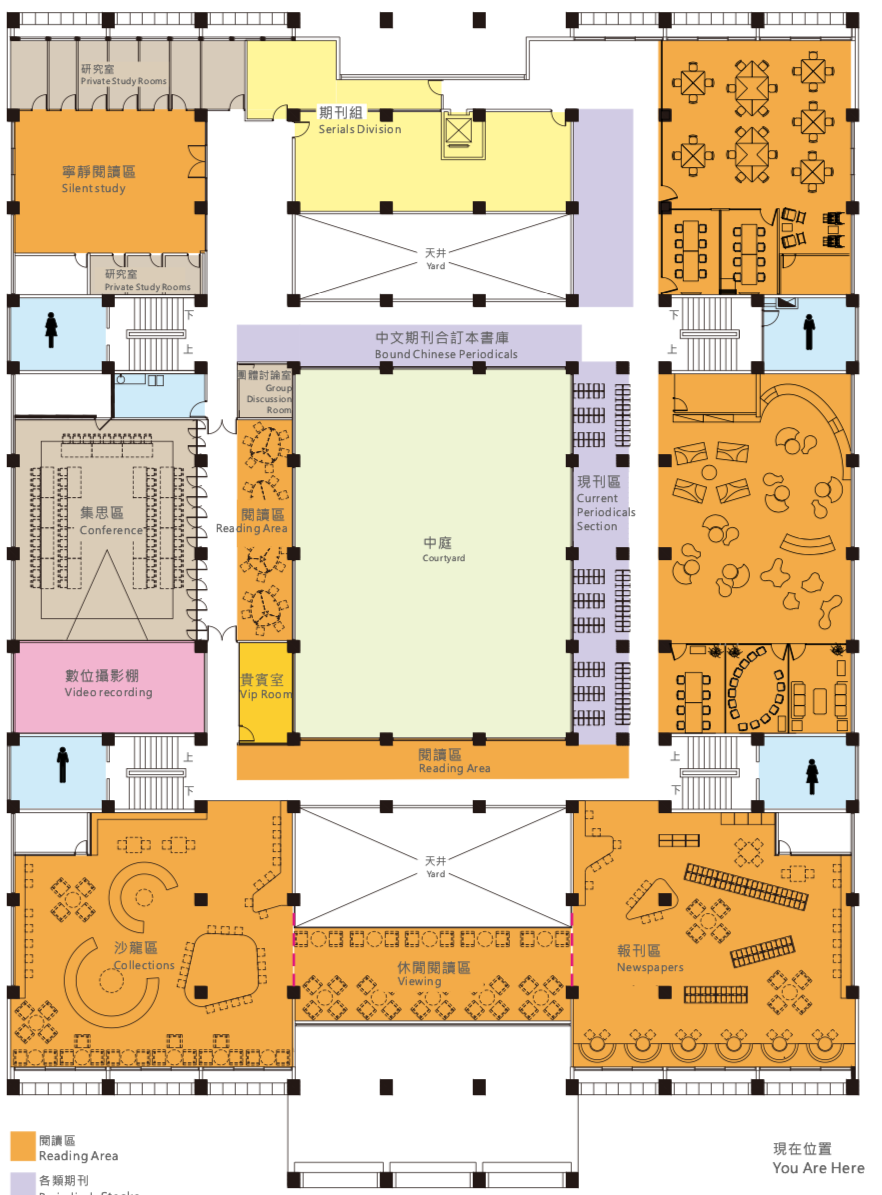 研究室
Private Study Rooms
期刊組
Serials Division
寧靜閱讀區
Silent study
天井
Yard
研究室
Private Study Rooms
下
上
下
上
中文期刊合訂本書庫
Bound Chinese Periodicals
團體討論室
Group
Discussion
Room
集思區
Conference
閱讀區
Reading Area
中庭
Courtyard
現刊區
Current
Periodicals
Section
數位攝影棚
Video recording
貴賓室
Vip Room
閱讀區
Reading Area
上
下
上
下
天井
Yard
沙龍區
Collections
休閒閱讀區
Viewing
報刊區
Newspapers
閱讀區
Reading Area
各類期刊
現在位置
You Are Here